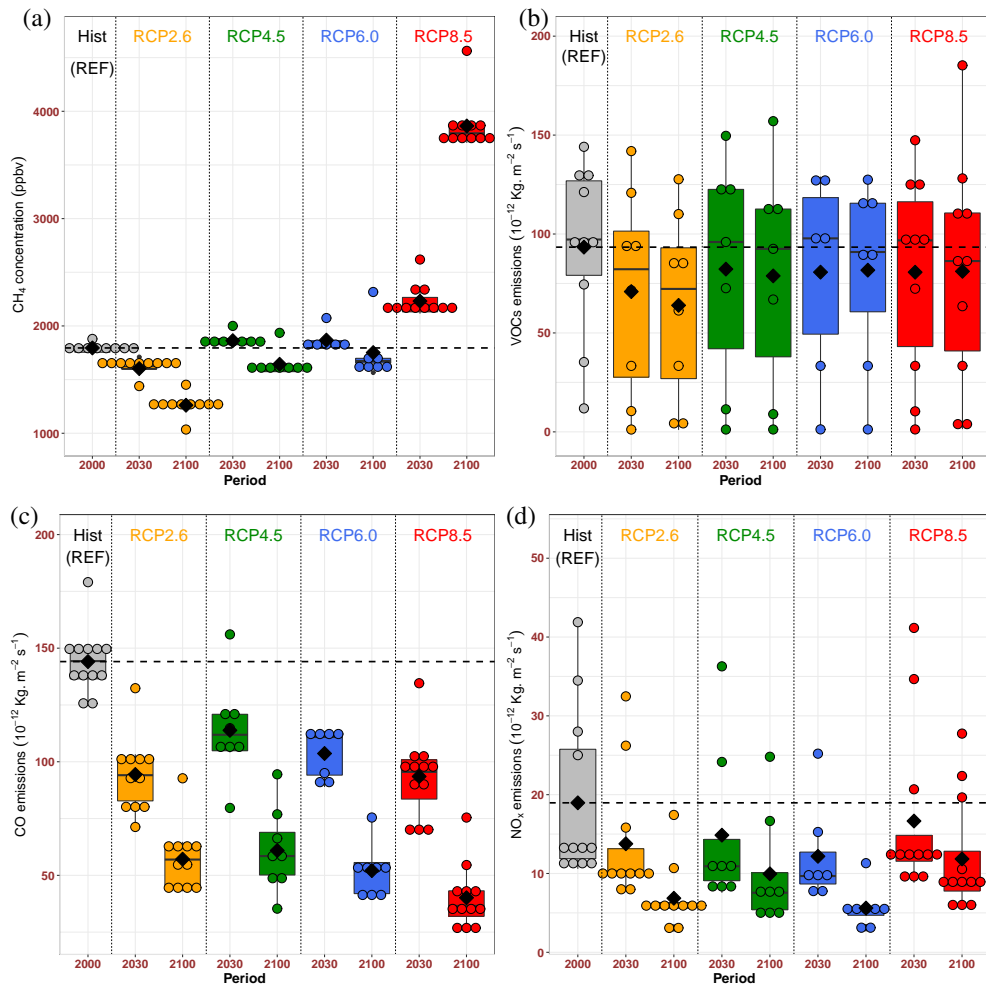 (a)
Hist RCP2.6 RCP4.5 RCP6.0 RCP8.5
(REF)
CH₄ concentration (ppbv)
4000
3000
2000
1000
2000 2030 2100 2030 2100 2030 2100 2030 2100
Period
(b)
Hist RCP2.6 RCP4.5 RCP6.0 RCP8.5
(REF)
VOCs emissions (10⁻¹² Kg. m⁻² s⁻¹)
200
150
100
50
0
2000 2030 2100 2030 2100 2030 2100 2030 2100
Period
(c)
Hist RCP2.6 RCP4.5 RCP6.0 RCP8.5
(REF)
CO emissions (10⁻¹² Kg. m⁻² s⁻¹)
200
150
100
50
2000 2030 2100 2030 2100 2030 2100 2030 2100
Period
(d)
Hist RCP2.6 RCP4.5 RCP6.0 RCP8.5
(REF)
NOₓ emissions (10⁻¹² Kg. m⁻² s⁻¹)
50
40
30
20
10
0
2000 2030 2100 2030 2100 2030 2100 2030 2100
Period